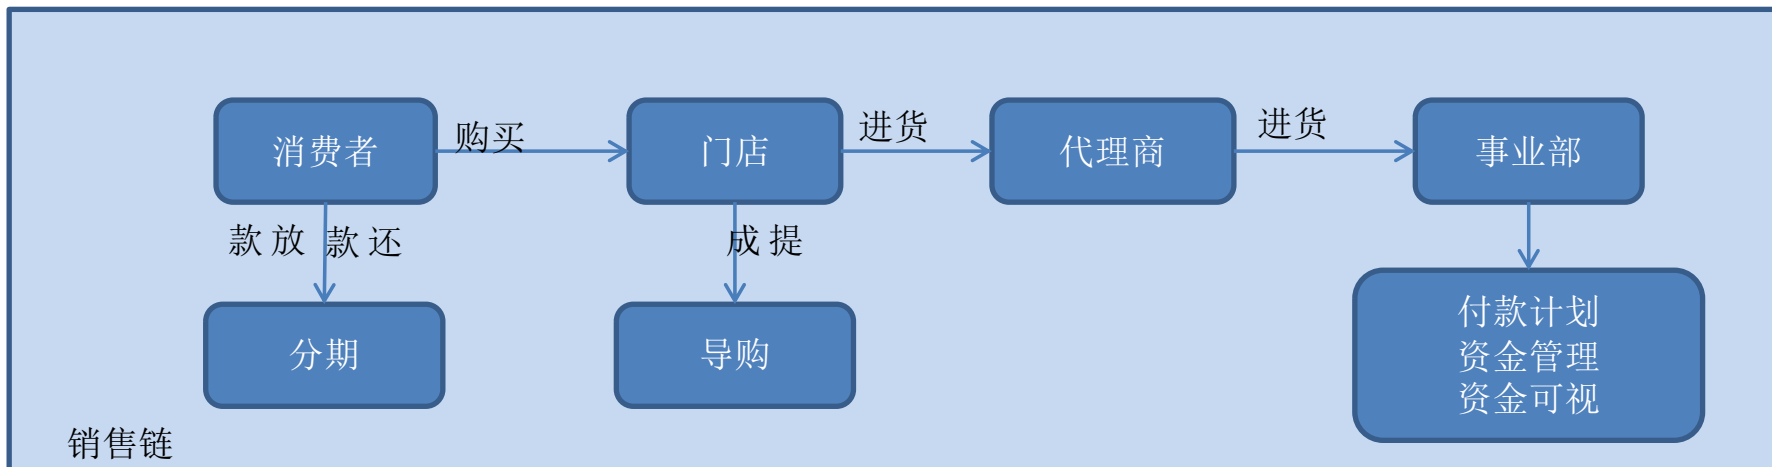 消费者
购买
门店
进货
代理商
进货
事业部
款放
款还
成提
分期
导购
付款计划
资金管理
资金可视
销售链